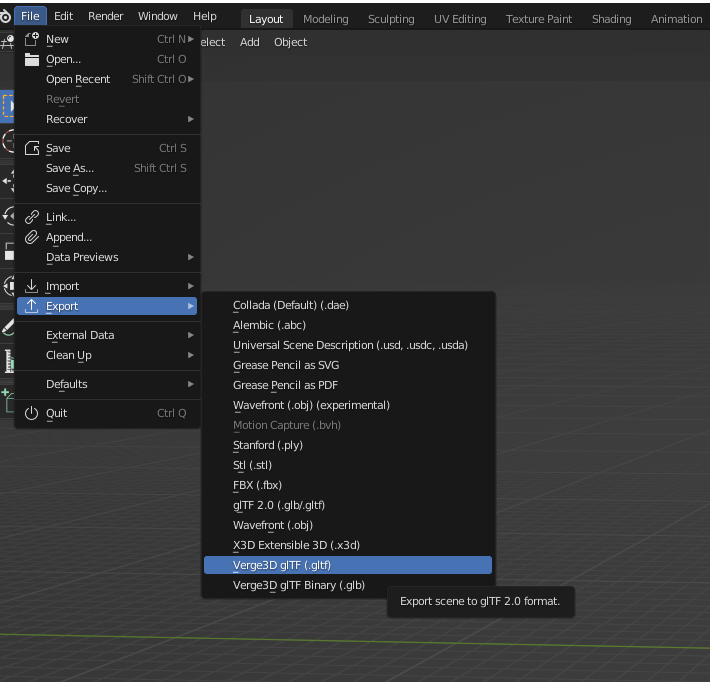 File Edit Render Window Help Layout Modeling Sculpting UV Editing Texture Paint Shading Animation
elect Add Object
New Ctrl N
Open... Ctrl O
Open Recent Shift Ctrl O
Revert
Recover
Save Ctrl S
Save As... Shift Ctrl S
Save Copy...
Link...
Append...
Data Previews
Import
Export
External Data
Clean Up
Defaults
Quit Ctrl Q
Collada (Default) (.dae)
Alembic (.abc)
Universal Scene Description (.usd, .usdc, .usda)
Grease Pencil as SVG
Grease Pencil as PDF
Wavefront (.obj) (experimental)
Motion Capture (.bvh)
Stanford (.ply)
Stl (.stl)
FBX (.fbx)
glTF 2.0 (.glb/.gltf)
Wavefront (.obj)
X3D Extensible 3D (.x3d)
Verge3D glTF (.gltf)
Verge3D glTF Binary (.glb)
Export scene to glTF 2.0 format.